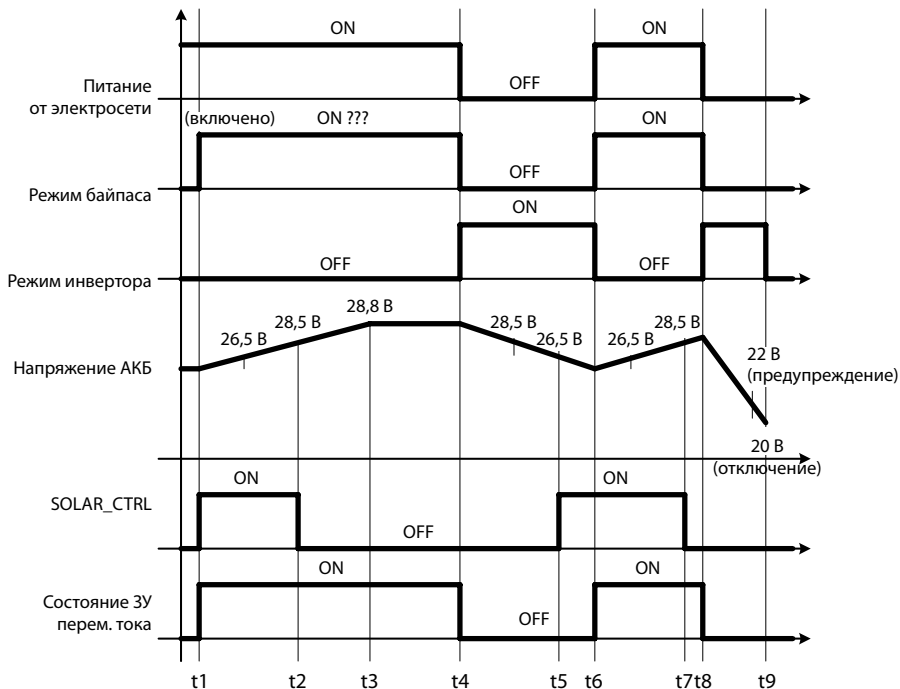 ON
ON
Питание
от электросети
OFF
(включено)
ON ???
ON
Режим байпаса
OFF
ON
Режим инвертора
OFF
OFF
28,8 В
26,5 В
28,5 В
28,5 В
26,5 В
26,5 В
28,5 В
Напряжение АКБ
22 В
(предупреждение)
20 В
(отключение)
ON
ON
SOLAR_CTRL
OFF
ON
ON
Состояние ЗУ
перем. тока
OFF
t1 t2 t3 t4 t5 t6 t7 t8 t9